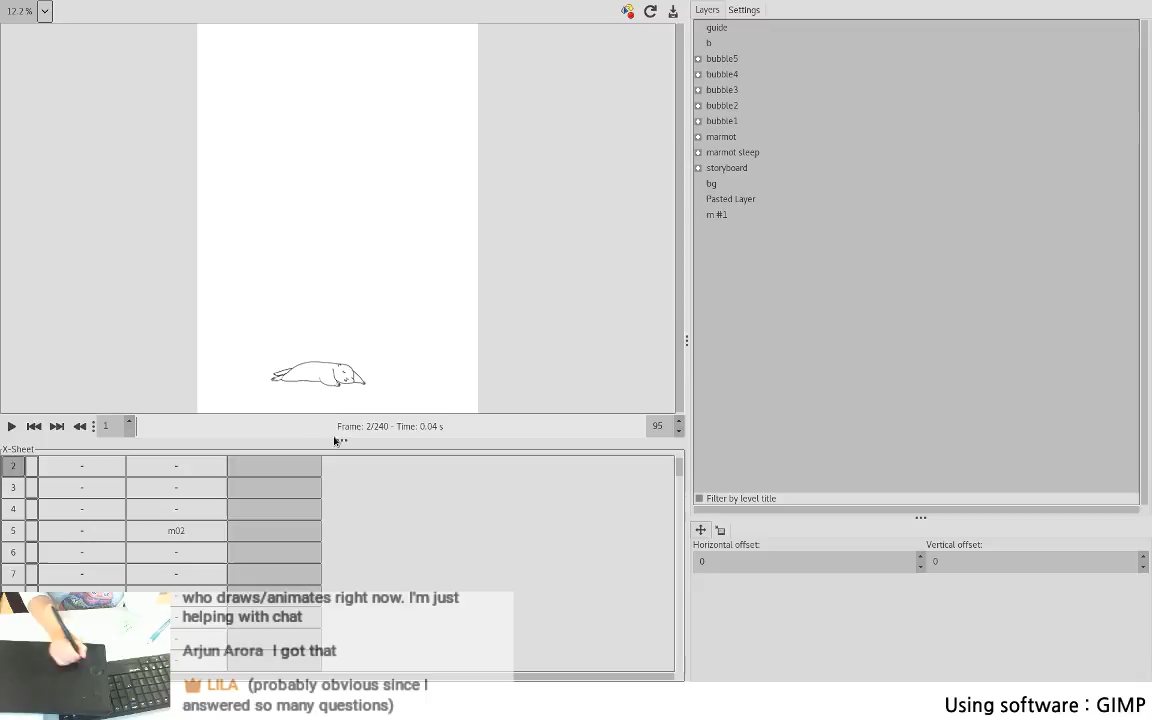 12.2 %
Layers Settings
guide
b
bubble5
bubble4
bubble3
bubble2
bubble1
marmot
marmot sleep
storyboard
bg
Pasted Layer
m #1
1 Frame: 2/240 - Time: 0.04 s 95
X-Sheet
2 - -
3 - -
4 - -
5 - m02
6 - -
7 - -
Filter by level title
Horizontal offset: Vertical offset:
0 0
who draws/animates right now. I'm just
helping with chat
Arjun Arora I got that
LILA (probably obvious since I
answered so many questions)
Using software : GIMP